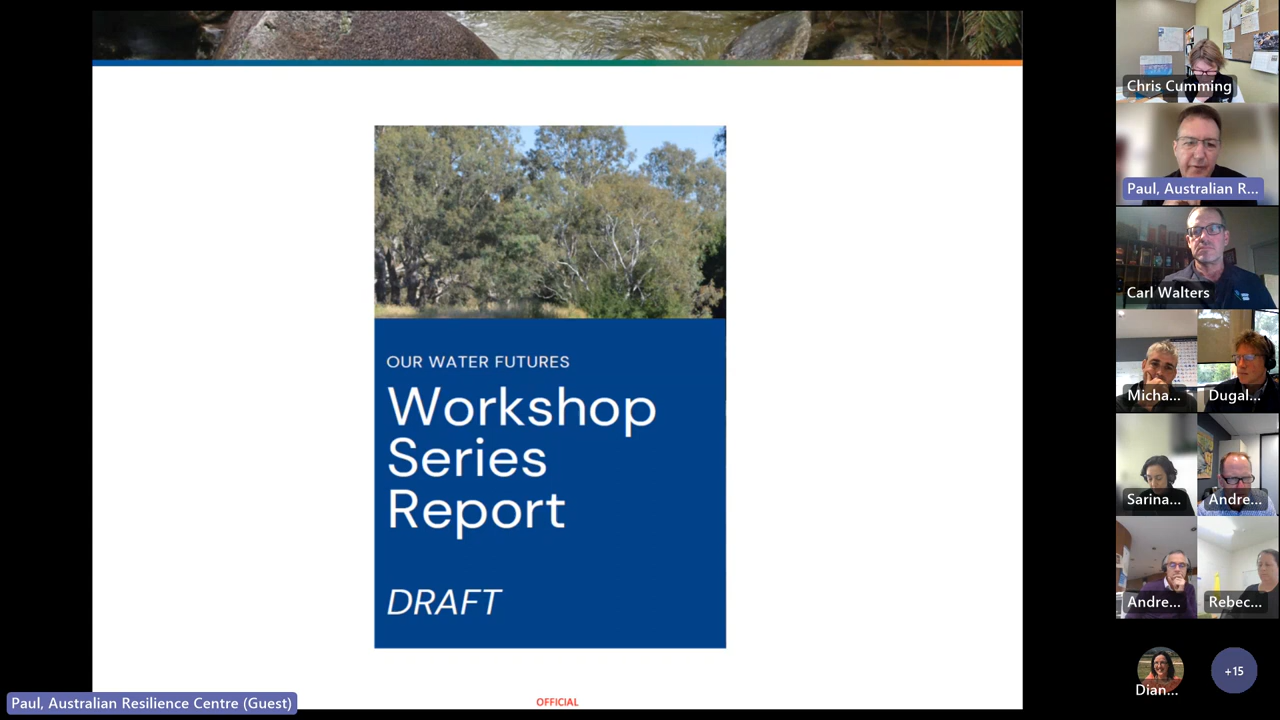 OUR WATER FUTURES
Workshop
Series
Report
DRAFT
OFFICIAL
Paul, Australian Resilience Centre (Guest)
Chris Cumming
Paul, Australian R...
Carl Walters
Micha...
Dugal...
Sarina...
Andre...
Andre...
Rebec...
Dian...
+15